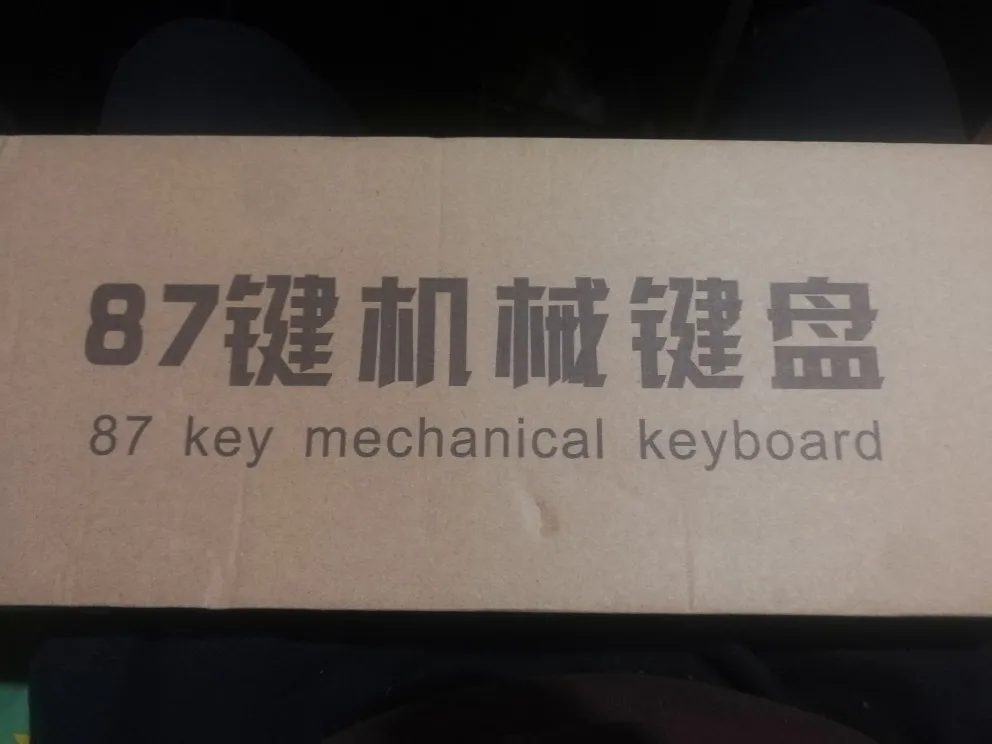 87键机械键盘
87 key mechanical keyboard